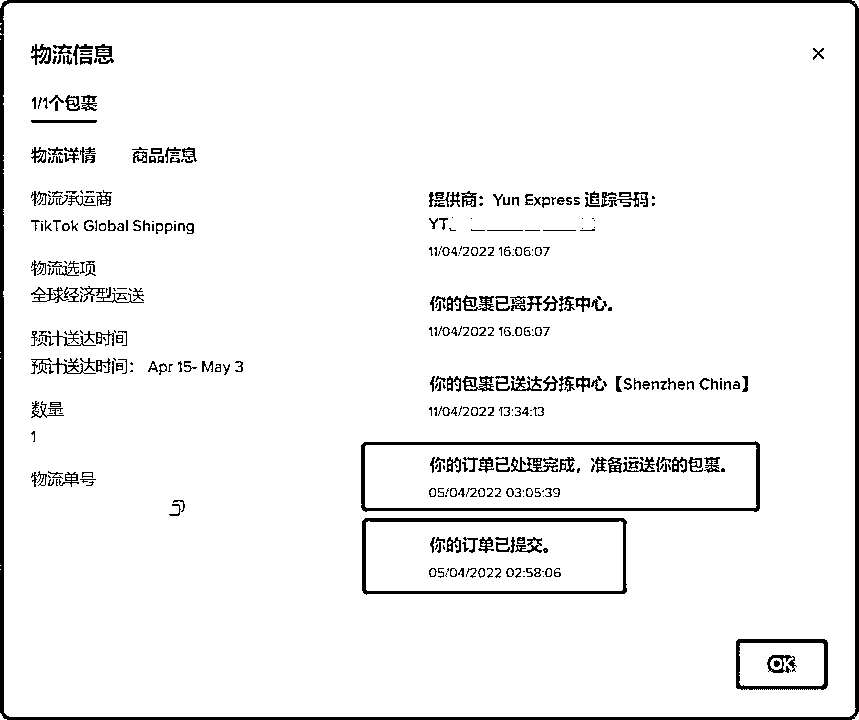 物流信息
×
1/1个包裹
物流详情 商品信息
物流承运商
TikTok Global Shipping
物流选项
全球经济型运送
预计送达时间
预计送达时间： Apr 15- May 3
数量
1
物流单号
提供商：Yun Express 追踪号码：
YT
11/04/2022 16:06:07
你的包裹已离开分拣中心。
11/04/2022 16:06:07
你的包裹已送达分拣中心【Shenzhen China】
11/04/2022 13:34:13
你的订单已处理完成，准备运送你的包裹。
05/04/2022 03:05:39
你的订单已提交。
05/04/2022 02:58:06
OK